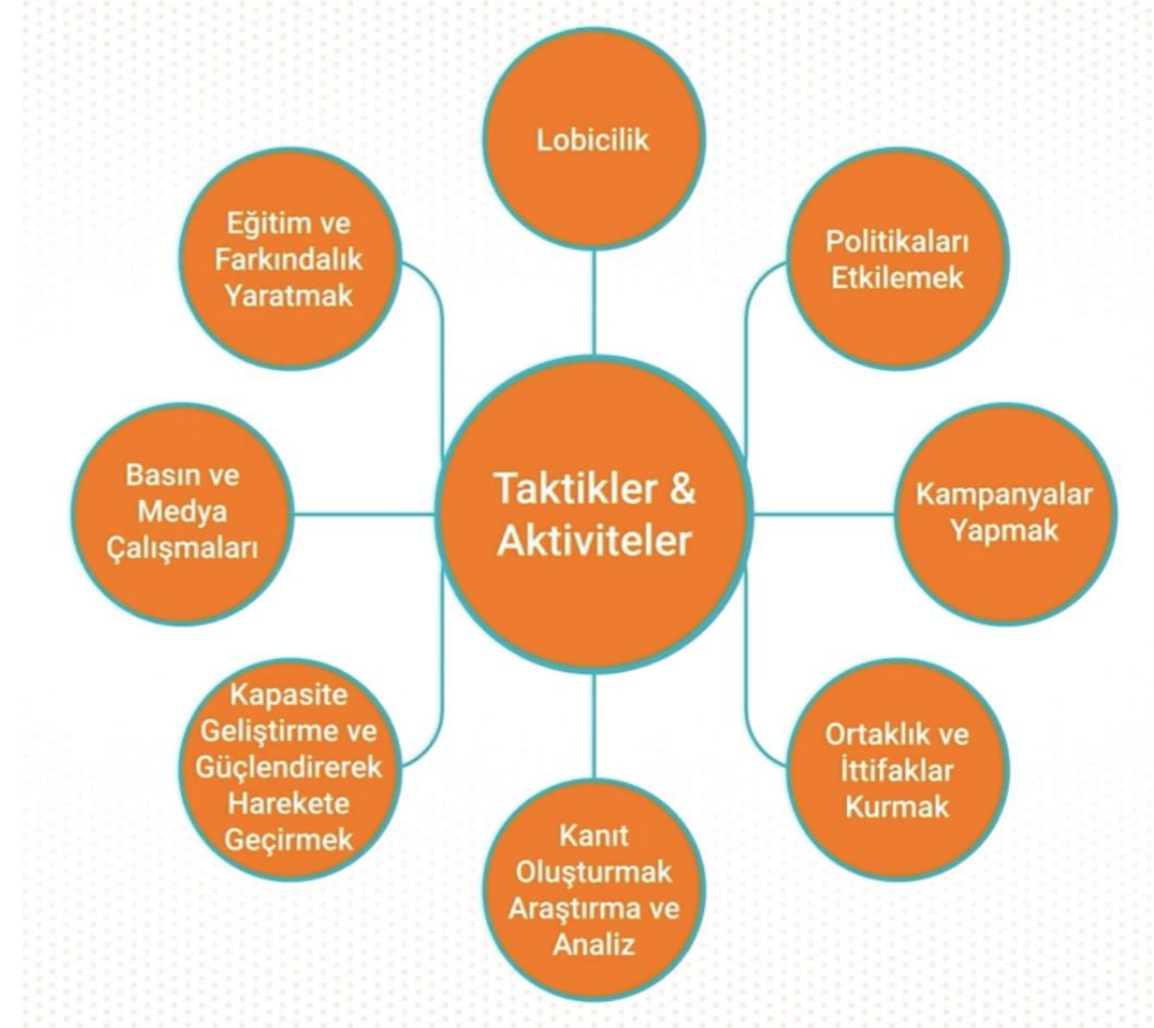 Lobicilik
Eğitim ve
Farkındalık
Yaratmak
Politikaları
Etkilemek
Basın ve
Medya
Çalışmaları
Taktikler &
Aktiviteler
Kampanyalar
Yapmak
Kapasite
Geliştirme ve
Güçlendirerek
Harekete
Geçirmek
Ortaklık ve
İttifaklar
Kurmak
Kanıt
Oluşturmak
Araştırma ve
Analiz